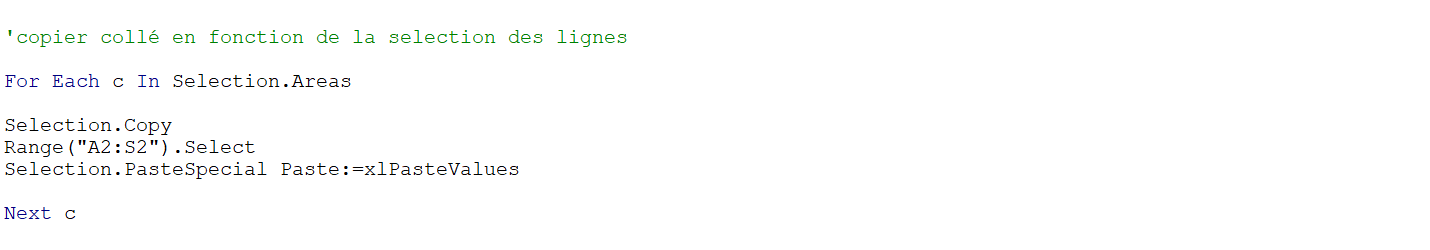 'copier collé en fonction de la selection des lignes
For Each c In Selection.Areas
Selection.Copy
Range("A2:S2").Select
Selection.PasteSpecial Paste:=xlPasteValues
Next c